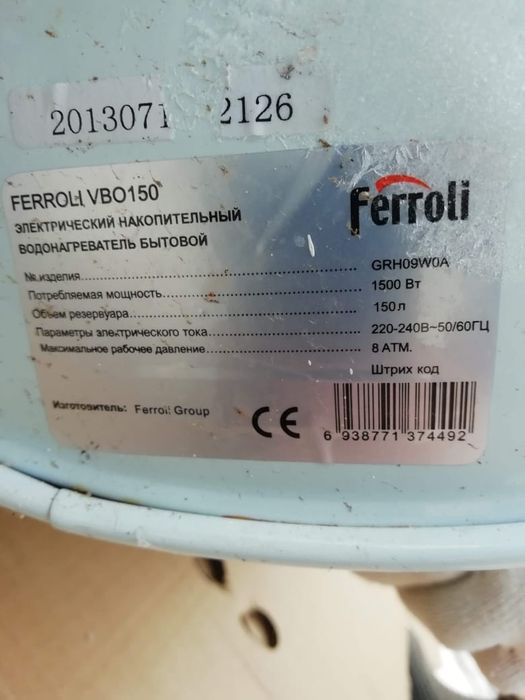 2013071 2126
FERROLI VBO150
ЭЛЕКТРИЧЕСКИЙ НАКОПИТЕЛЬНЫЙ
ВОДОНАГРЕВАТЕЛЬ БЫТОВОЙ
Ferroli
№ изделия GRH09W0A
Потребляемая мощность 1500 Вт
Объем резервуара 150 л
Параметры электрического тока 220-240В~50/60ГЦ
Максимальное рабочее давление 8 АТМ.
Штрих код
Изготовитель: Ferroli Group
CE
6 938771 374492